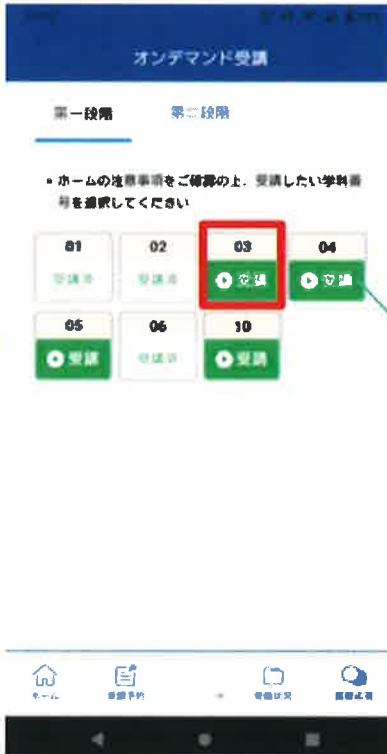 オンデマンド受講
第一段階
第二段階
ホームの注意事項をご確認の上、受講したい学科番
号を選択してください
01
02
03
04
受講済
受講済
受講
受講
05
06
10
受講
受講済
受講
ホーム